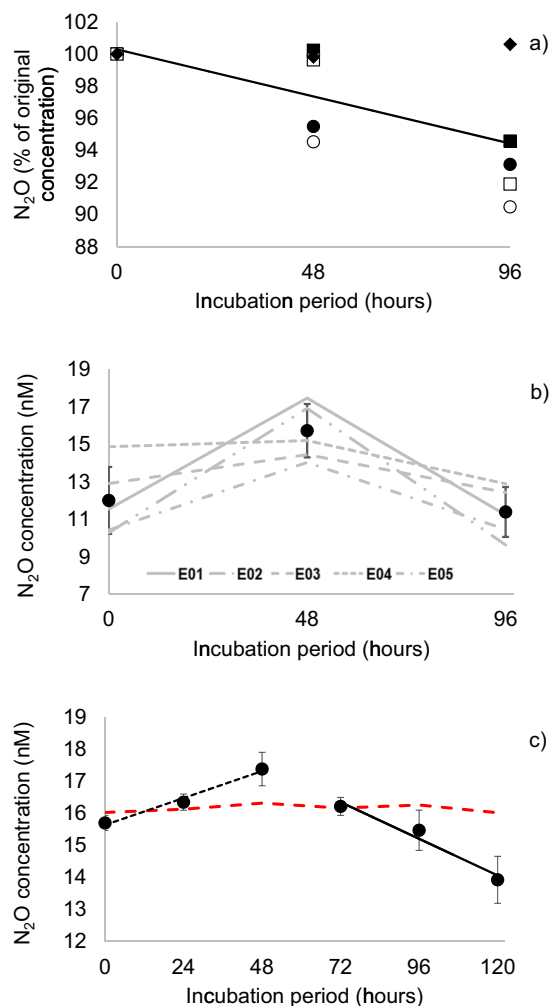 102
100
98
96
94
92
90
88
N₂O (% of original
concentration)
a)
0 48 96
Incubation period (hours)
19
17
15
13
11
9
7
N₂O concentration (nM)
b)
E01 E02 E03 E04 E05
0 48 96
Incubation period (hours)
19
18
17
16
15
14
13
12
N₂O concentration (nM)
c)
0 24 48 72 96 120
Incubation period (hours)